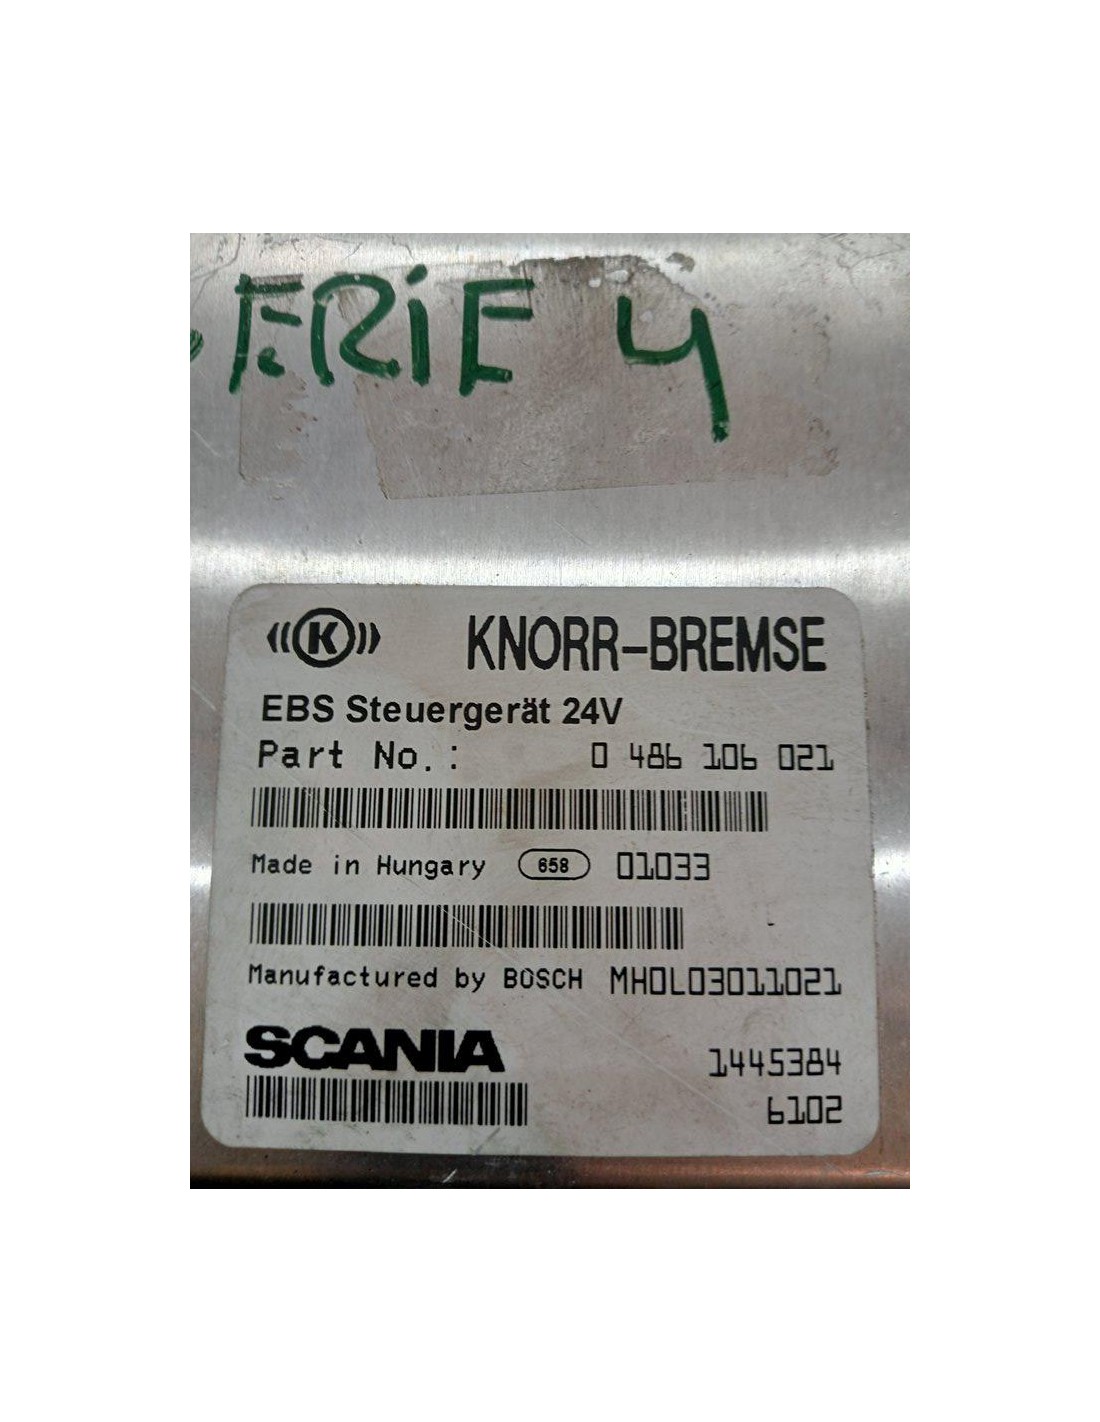 SERIE 4
K KNORR-BREMSE
EBS Steuergerät 24V
Part No.: 0 486 106 021
Made in Hungary 658 01033
Manufactured by BOSCH MHOL03011021
SCANIA 1445384
6102